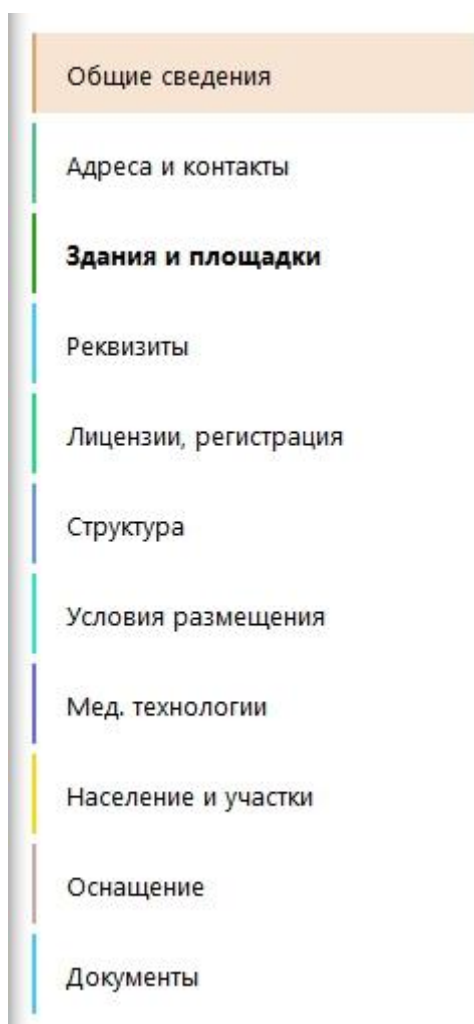 Общие сведения
Адреса и контакты
Здания и площадки
Реквизиты
Лицензии, регистрация
Структура
Условия размещения
Мед. технологии
Население и участки
Оснащение
Документы